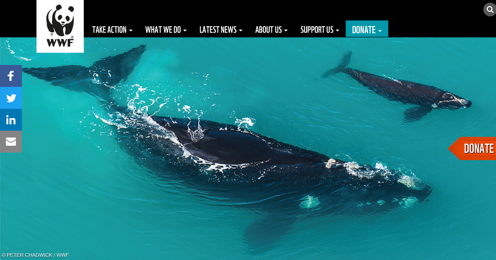 WWF
TAKE ACTION
WHAT WE DO
LATEST NEWS
ABOUT US
SUPPORT US
DONATE
DONATE
© PETER CHADWICK / WWF